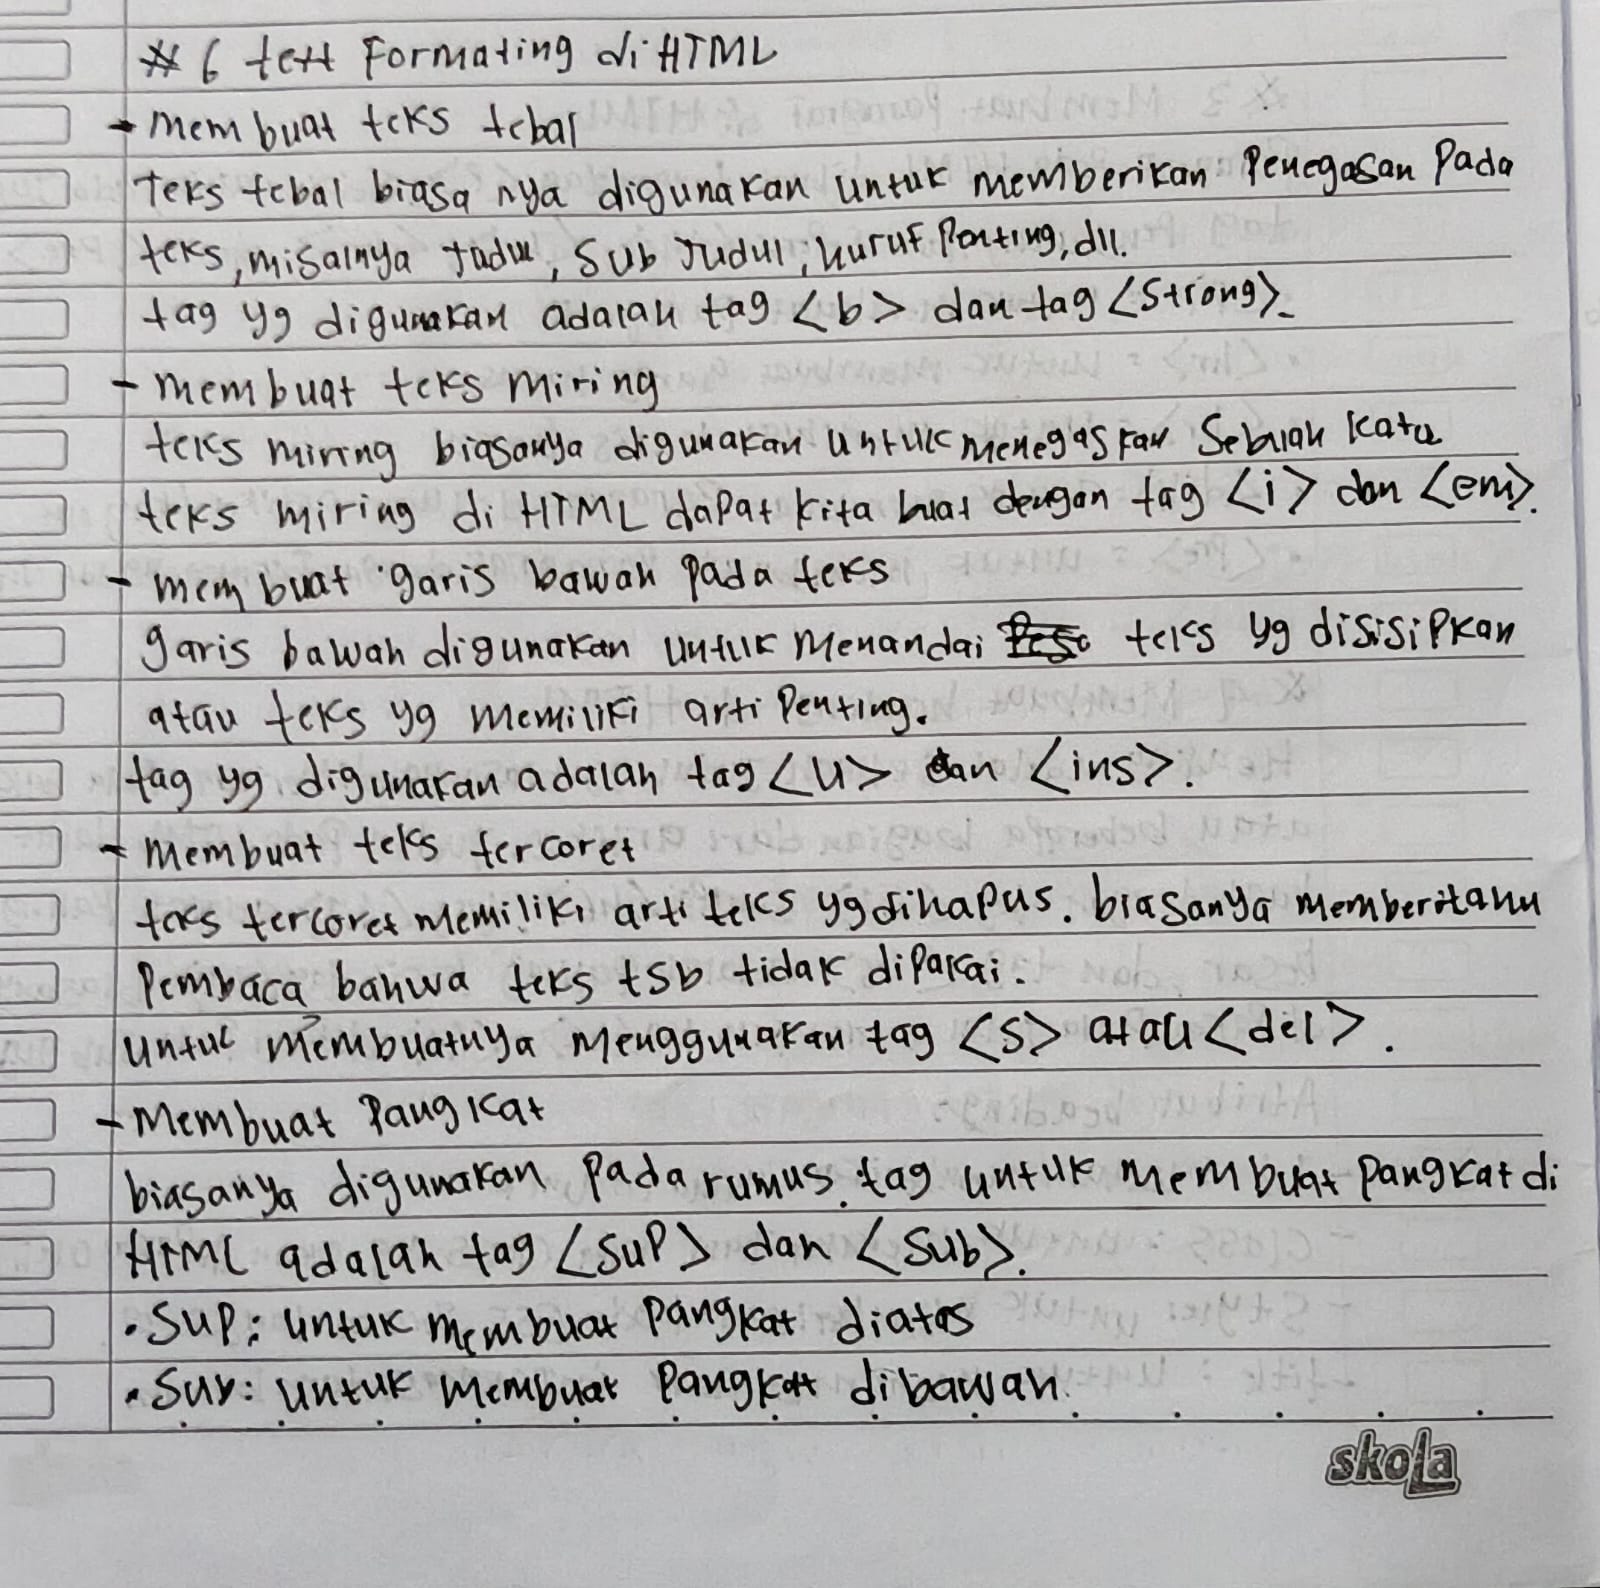 # 6 text Formating di HTML
- membuat teks tebal
Teks tebal biasa nya digunakan untuk memberikan Penegasan Pada
teks, misalnya Judul, Sub Judul, huruf Penting, dll.
tag yg digunakan adalah tag <b> dan tag <Strong>.
- membuat teks miring
teks miring biasanya digunakan untuk menegaskan Sebuah kata
teks miring di HTML dapat kita buat dengan tag <i> dan <em>.
- membuat garis bawah pada teks
garis bawah digunakan untuk menandai teks yg disisipkan
atau teks yg memiliki arti Penting.
tag yg digunakan adalah tag <u> dan <ins>.
- Membuat teks tercoret
teks tercoret memiliki arti teks yg dihapus. biasanya memberitahu
Pembaca bahwa teks tsb tidak dipakai.
untuk membuatnya menggunakan tag <s> atau <del>.
- Membuat Pangkat
biasanya digunakan pada rumus. tag untuk membuat Pangkat di
HTML adalah tag <sup> dan <sub>.
• Sup: untuk membuat Pangkat diatas
• Sub: untuk membuat Pangkat dibawah.
skola